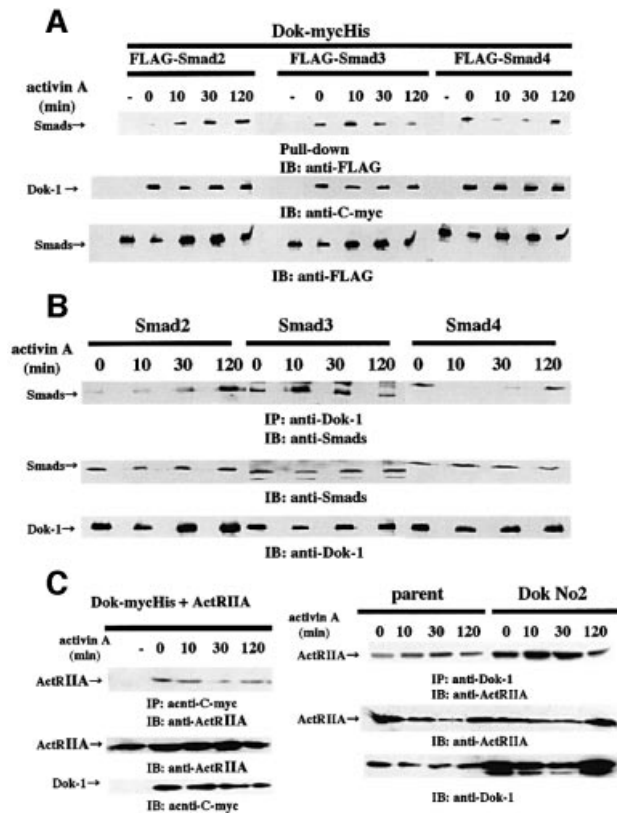 A
Dok-mycHis
FLAG-Smad2 FLAG-Smad3 FLAG-Smad4
activin A
(min)
- 0 10 30 120 - 0 10 30 120 - 0 10 30 120
Smads→
Pull-down
IB: anti-FLAG
Dok-1 →
IB: anti-C-myc
Smads→
IB: anti-FLAG
B
Smad2 Smad3 Smad4
activin A
(min)
0 10 30 120 0 10 30 120 0 10 30 120
Smads→
IP: anti-Dok-1
IB: anti-Smads
Smads→
IB: anti-Smads
Dok-1→
IB: anti-Dok-1
C
Dok-mycHis + ActRIIA
activin A
(min)
- 0 10 30 120
ActRIIA→
IP: acnti-C-myc
IB: anti-ActRIIA
ActRIIA→
IB: anti-ActRIIA
Dok-1→
IB: acnti-C-myc
parent Dok No2
activin A
(min)
0 10 30 120 0 10 30 120
ActRIIA→
IP: anti-Dok-1
IB: anti-ActRIIA
ActRIIA→
IB: anti-ActRIIA
IB: anti-Dok-1